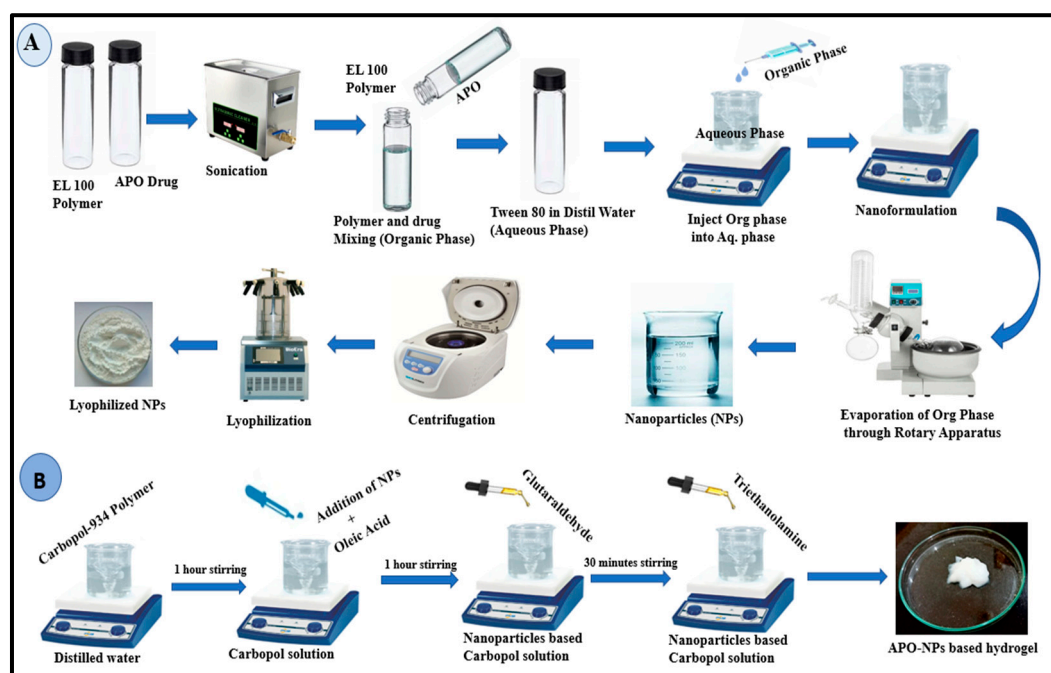 A
EL 100
Polymer
APO Drug
Sonication
EL 100
Polymer
APO
Polymer and drug
Mixing (Organic Phase)
Tween 80 in Distil Water
(Aqueous Phase)
Organic Phase
Aqueous Phase
Inject Org phase
into Aq. phase
Nanoformulation
Evaporation of Org Phase
through Rotary Apparatus
Nanoparticles (NPs)
Centrifugation
Lyophilization
Lyophilized NPs
B
Carbopol-934 Polymer
Distilled water
1 hour stirring
Addition of NPs
+
Oleic Acid
Carbopol solution
1 hour stirring
Glutaraldehyde
Nanoparticles based
Carbopol solution
30 minutes stirring
Triethanolamine
Nanoparticles based
Carbopol solution
APO-NPs based hydrogel